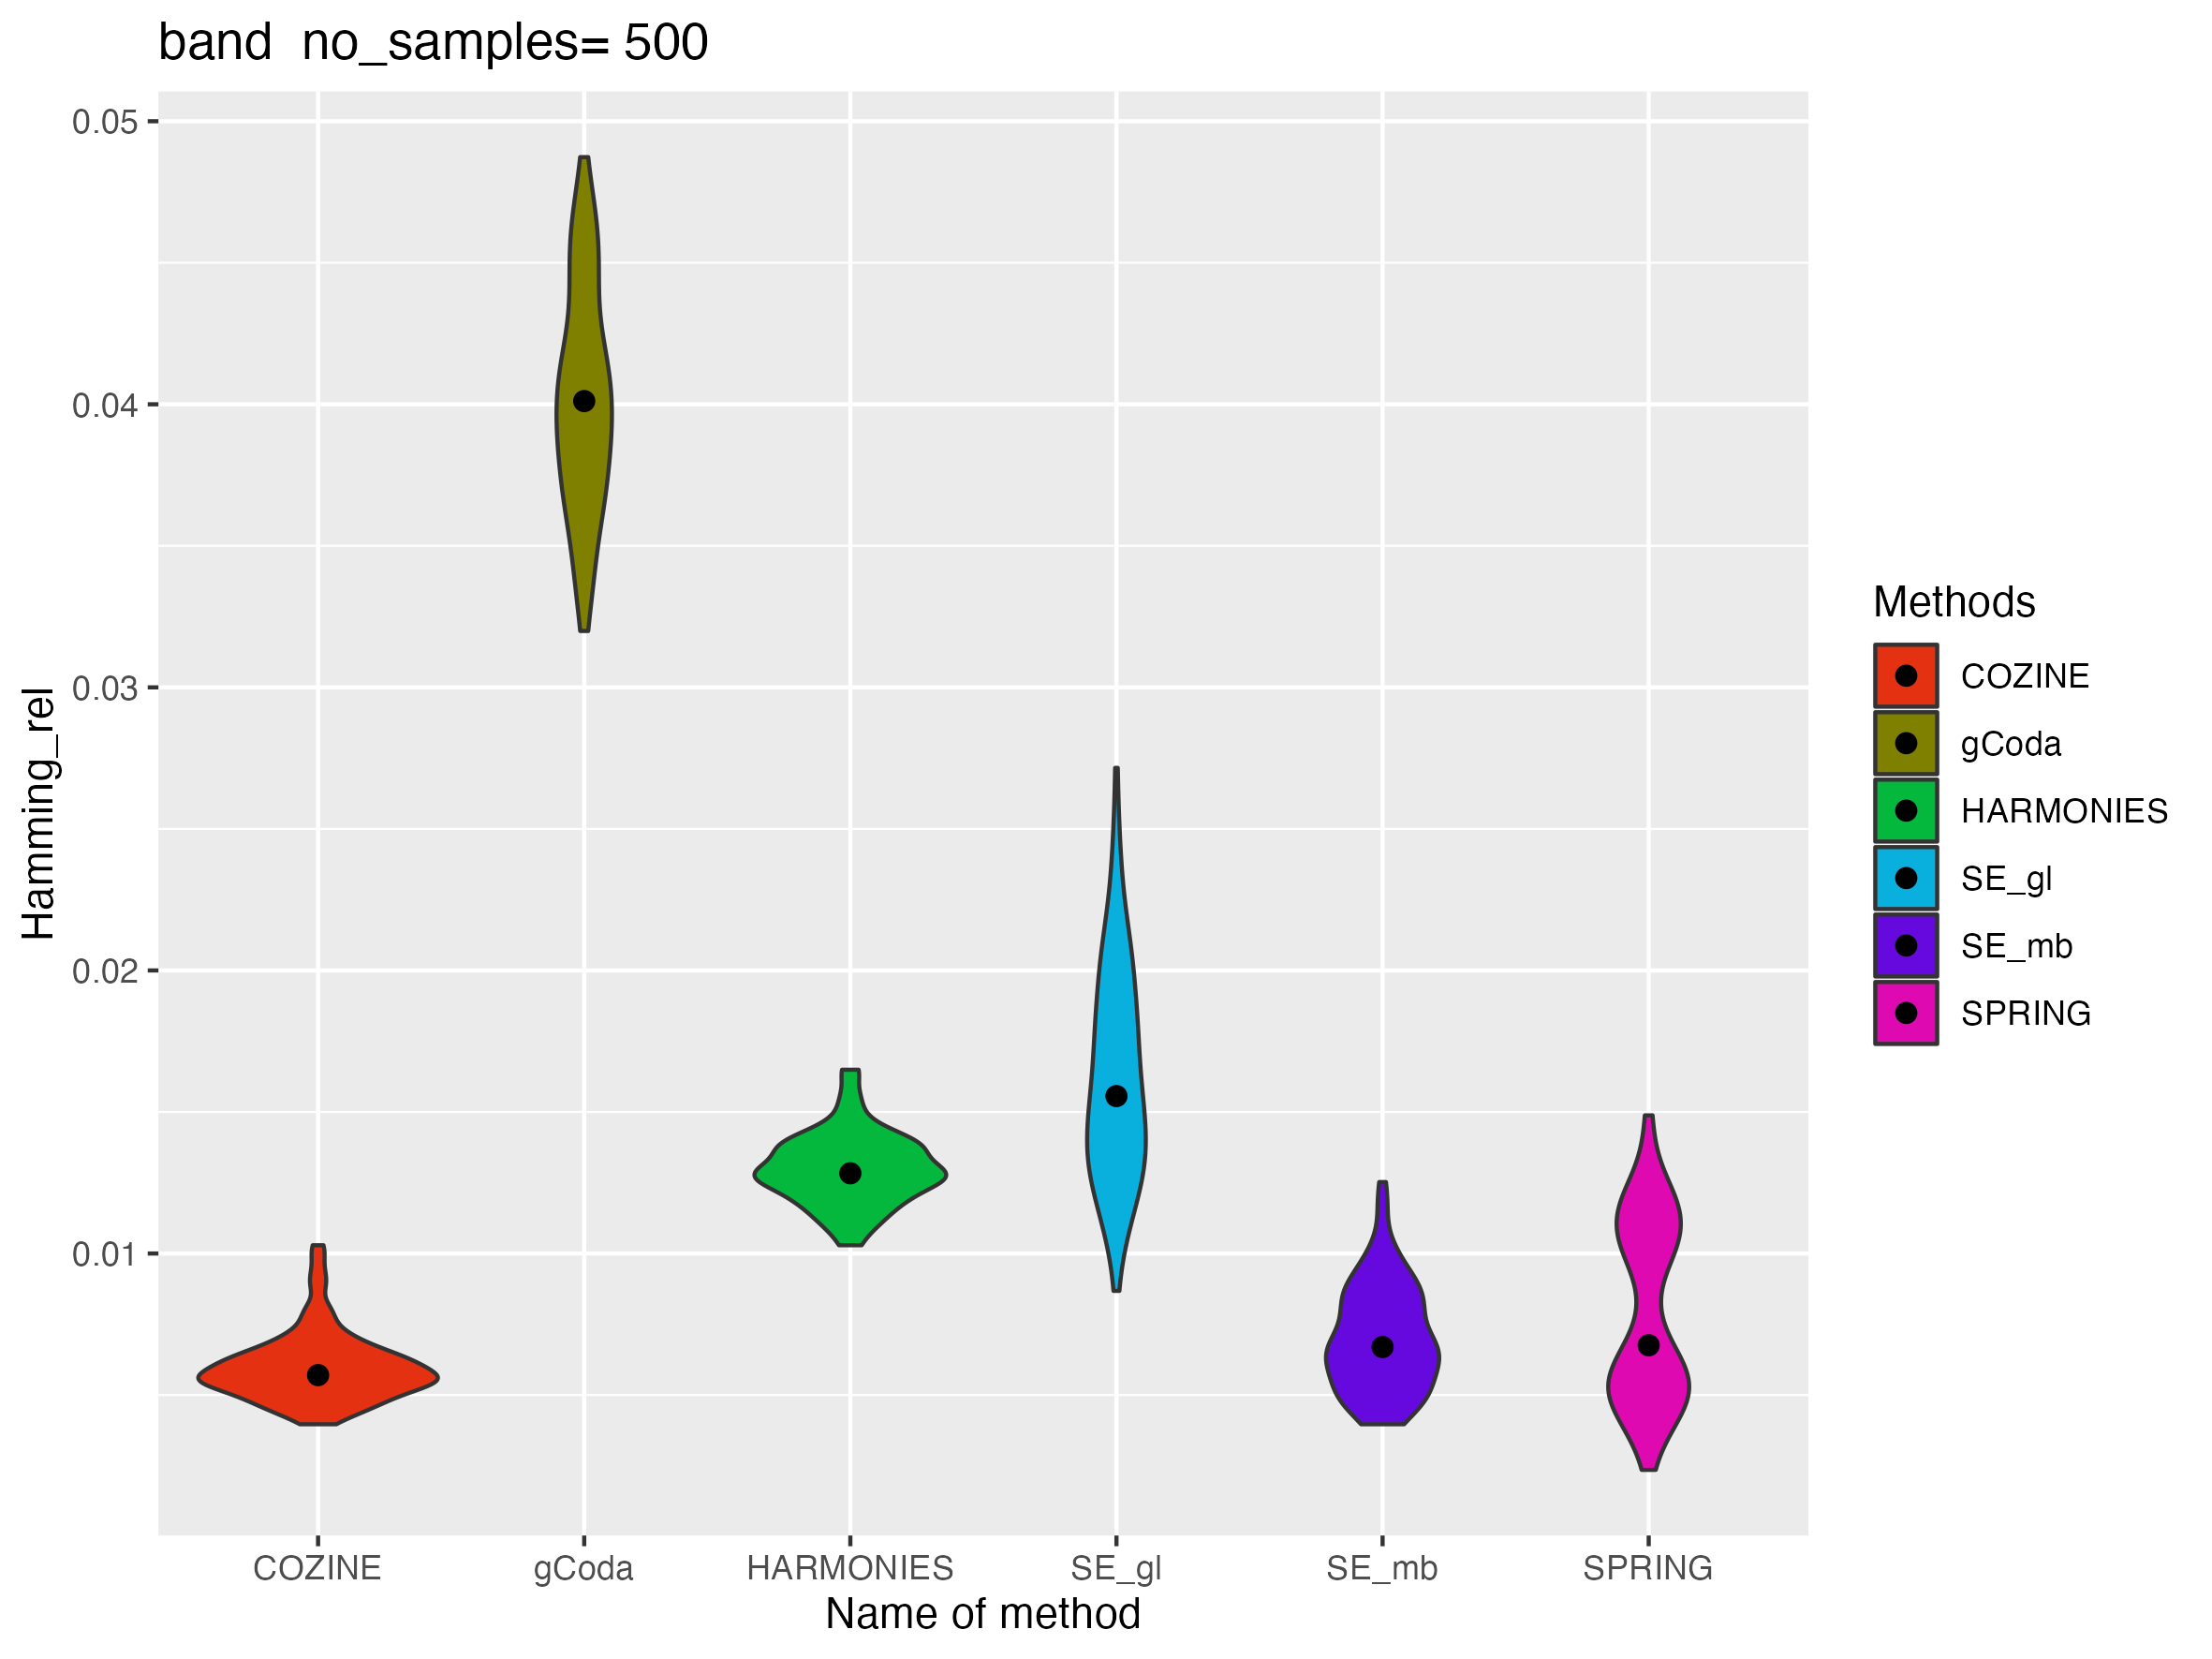 band  no_samples= 500
0.05
0.04
0.03
0.02
0.01
Hamming_rel
COZINE
gCoda
HARMONIES
SE_gl
SE_mb
SPRING
Name of method
Methods
COZINE
gCoda
HARMONIES
SE_gl
SE_mb
SPRING